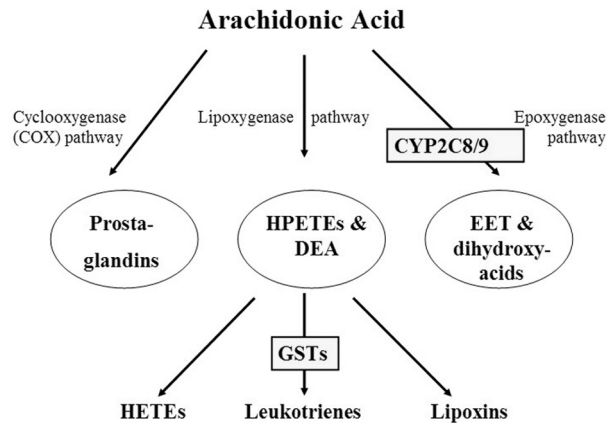 Arachidonic Acid
Cyclooxygenase
(COX) pathway
Lipoxygenase pathway
Epoxygenase
pathway
CYP2C8/9
Prosta-
glandins
HPETEs &
DEA
EET &
dihydroxy-
acids
GSTs
HETEs
Leukotrienes
Lipoxins